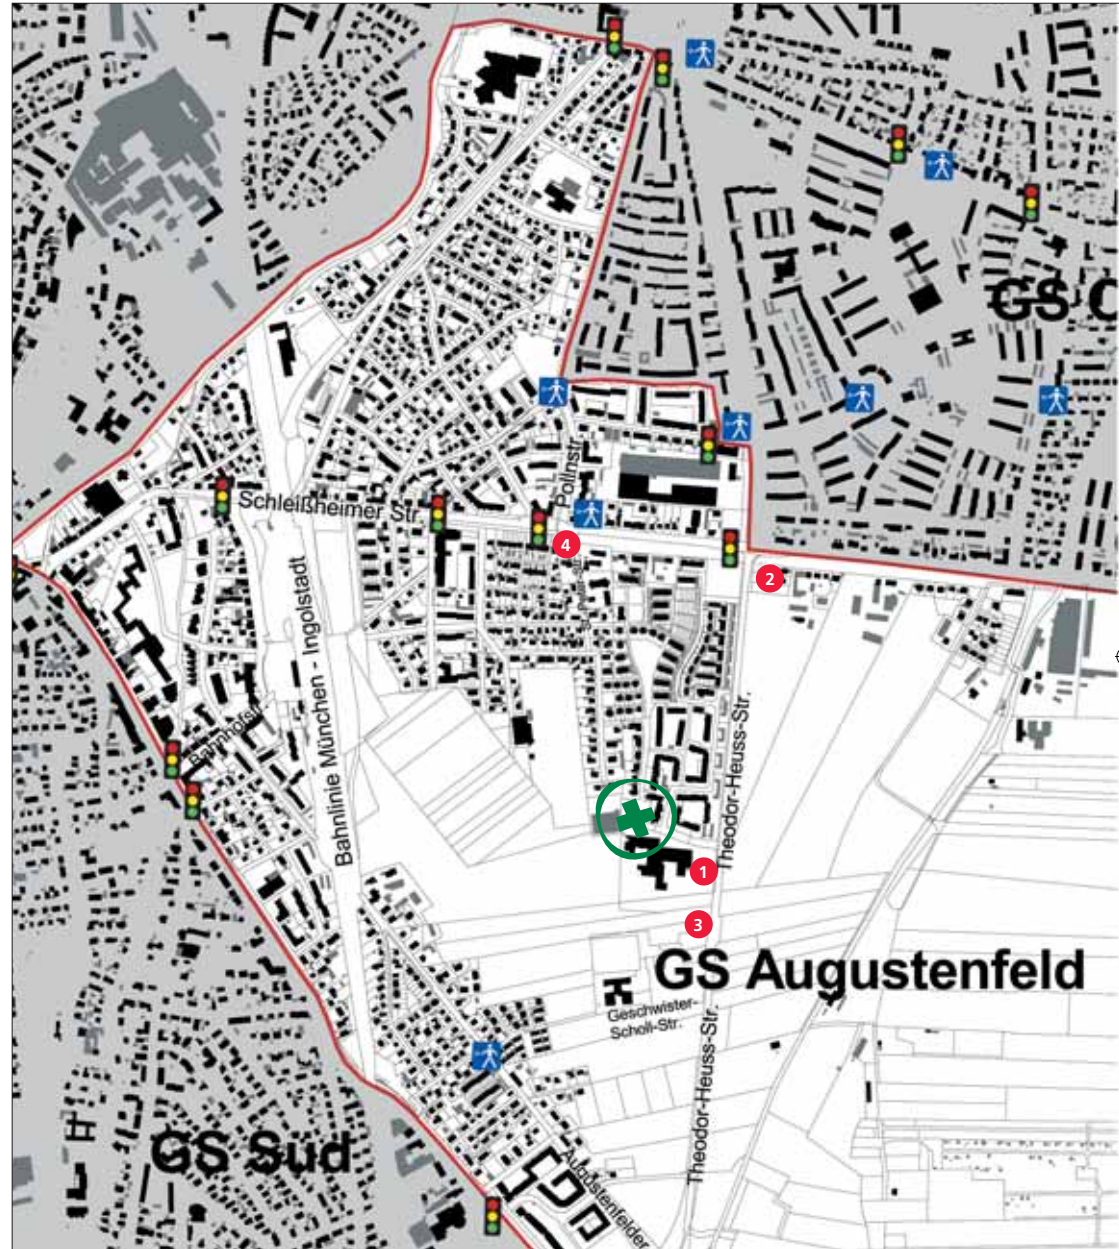 GS
Pollnstr.
Schleißheimer Str.
4
2
Bahnlinie München - Ingolstadt
Bahnhofstr.
Theodor-Heuss-Str.
1
3
GS Augustenfeld
Geschwister-
Scholl-Str.
Theodor-Heuss-Str.
GS Süd
Augustenfelder